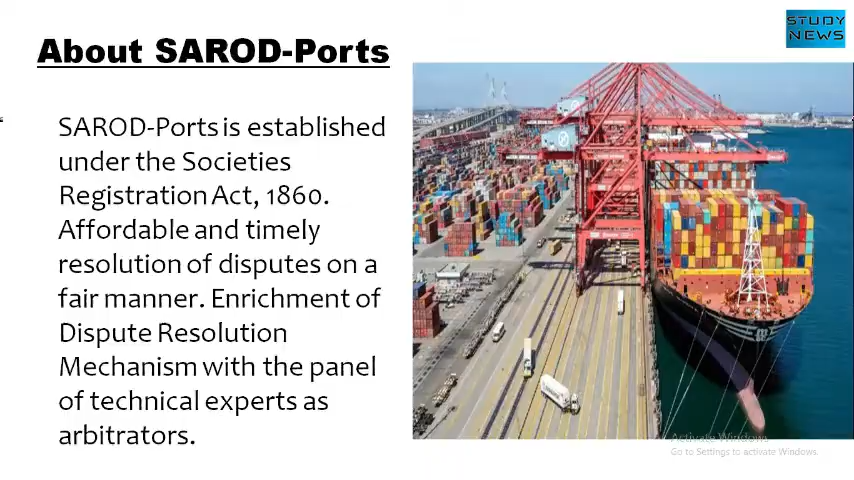 STUDY
NEWS
About SAROD-Ports
SAROD-Ports is established
under the Societies
Registration Act, 1860.
Affordable and timely
resolution of disputes on a
fair manner. Enrichment of
Dispute Resolution
Mechanism with the panel
of technical experts as
arbitrators.
Activate Windows
Go to Settings to activate Windows.